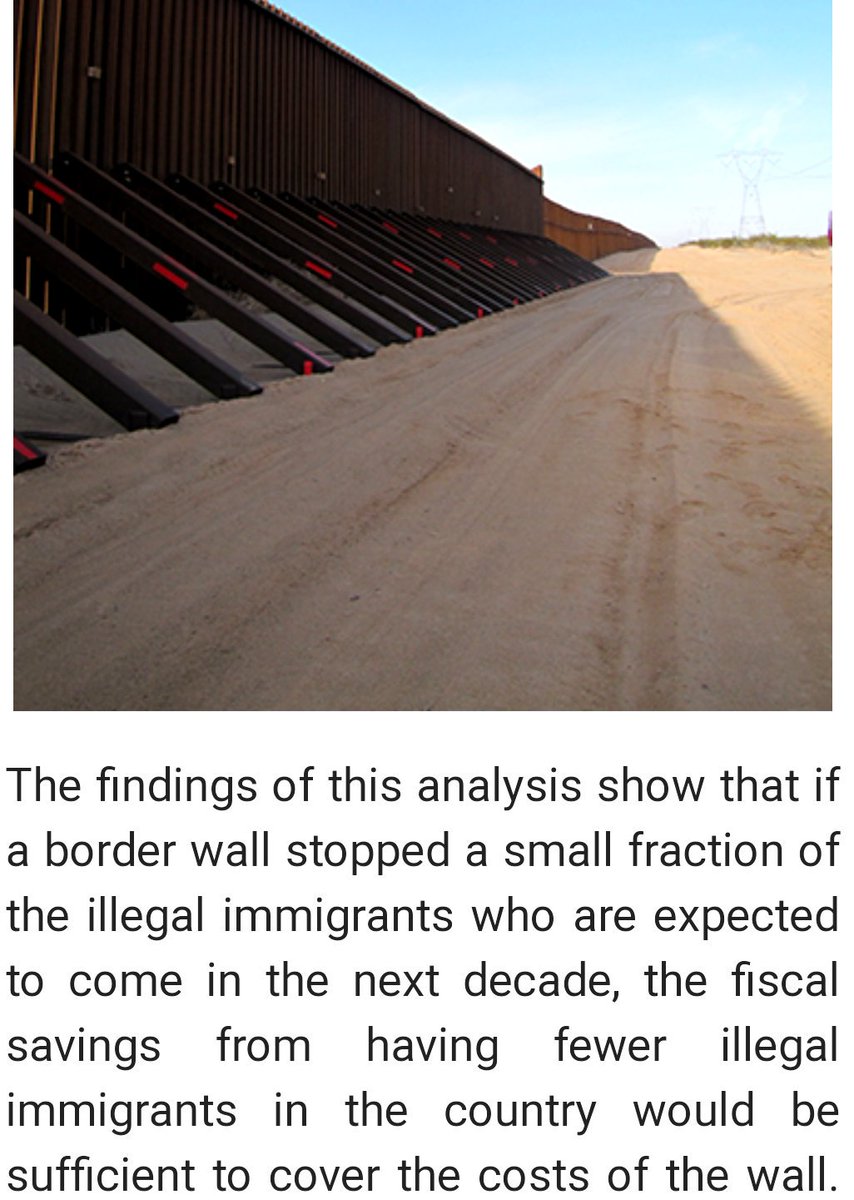 The findings of this analysis show that if
a border wall stopped a small fraction of
the illegal immigrants who are expected
to come in the next decade, the fiscal
savings from having fewer illegal
immigrants in the country would be
sufficient to cover the costs of the wall.